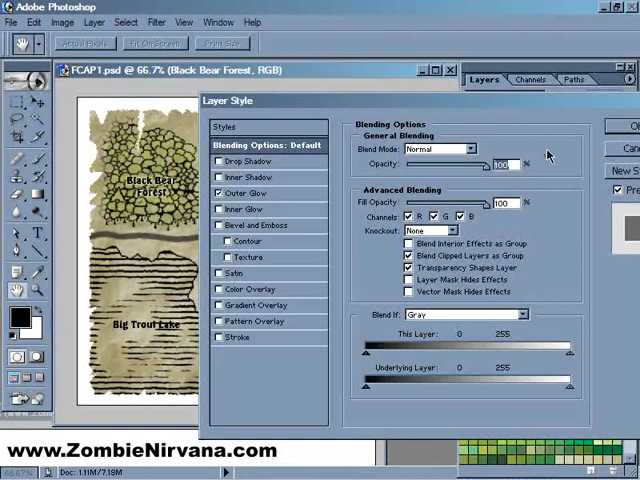 Adobe Photoshop
File Edit Image Layer Select Filter View Window Help
Actual Pixels Fit On Screen Print Size
FCAP1.psd @ 66.7% (Black Bear Forest, RGB)
Layers Channels Paths
Layer Style
Styles
Blending Options: Default
Drop Shadow
Inner Shadow
Outer Glow
Inner Glow
Bevel and Emboss
Contour
Texture
Satin
Color Overlay
Gradient Overlay
Pattern Overlay
Stroke
Blending Options
General Blending
Blend Mode: Normal
Opacity: 100 %
Advanced Blending
Fill Opacity: 100 %
Channels: R G B
Knockout: None
Blend Interior Effects as Group
Blend Clipped Layers as Group
Transparency Shapes Layer
Layer Mask Hides Effects
Vector Mask Hides Effects
Blend If: Gray
This Layer: 0 255
Underlying Layer: 0 255
New S
Pre
Black Bear
Forest
Big Trout Lake
www.ZombieNirvana.com
66.67% Doc: 1.11M/7.18M